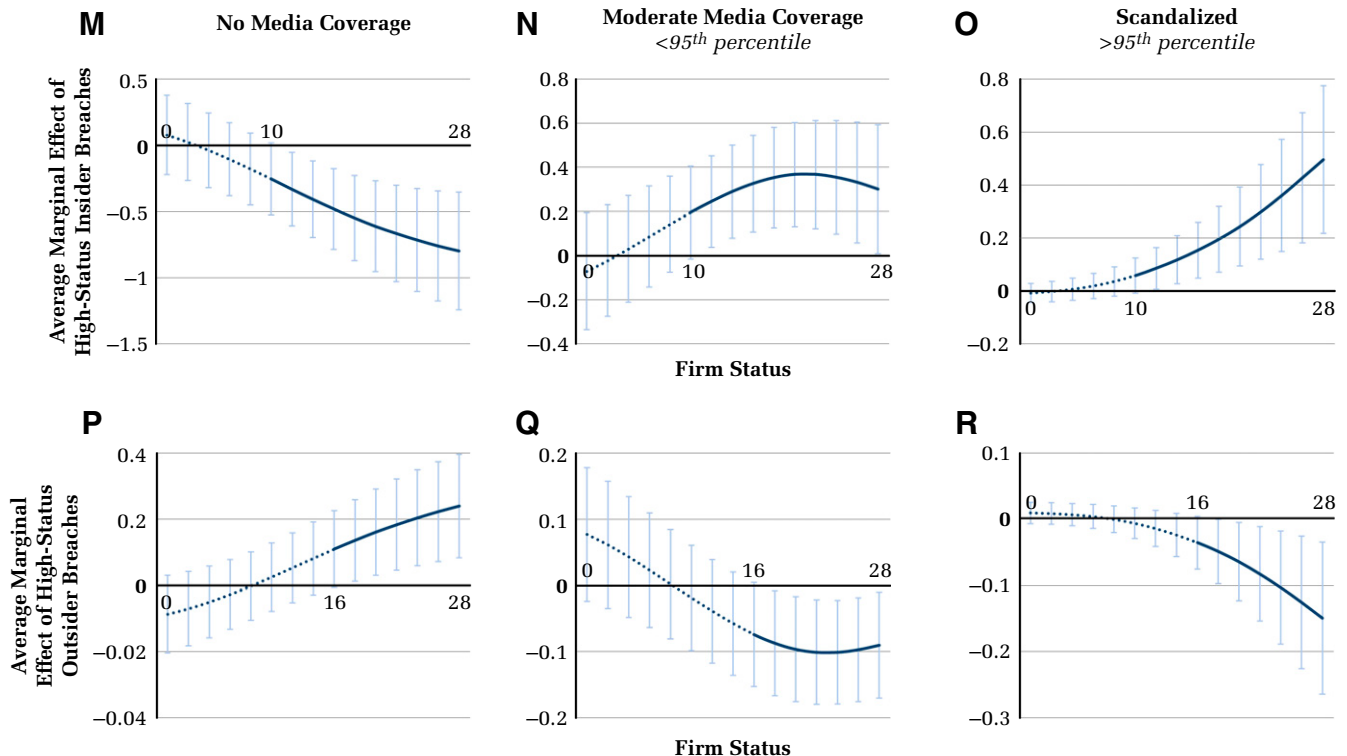 M
No Media Coverage
N
Moderate Media Coverage
<95th percentile
O
Scandalized
>95th percentile
Average Marginal Effect of
High-Status Insider Breaches
0.5
0
−0.5
−1
−1.5
0
10
28
0.8
0.6
0.4
0.2
0
−0.2
−0.4
0
10
28
0.8
0.6
0.4
0.2
0
−0.2
0
10
28
Firm Status
P
Q
R
Average Marginal
Effect of High-Status
Outsider Breaches
0.4
0.2
0
−0.02
−0.04
0
16
28
0.2
0.1
0
−0.1
−0.2
0
16
28
0.1
0
−0.1
−0.2
−0.3
0
16
28
Firm Status